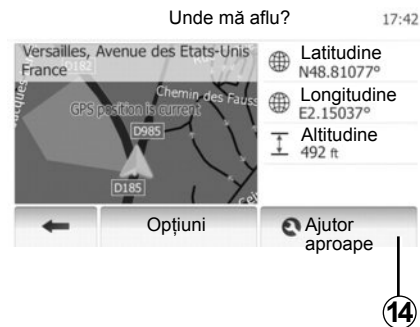 Unde mă aflu?
17:42
Versailles, Avenue des Etats-Unis
France
D182
Chemin des Fauss
GPS position is current
D985
D185
Latitudine
N48.81077°
Longitudine
E2.15037°
Altitudine
492 ft
Opțiuni
Ajutor
aproape
14